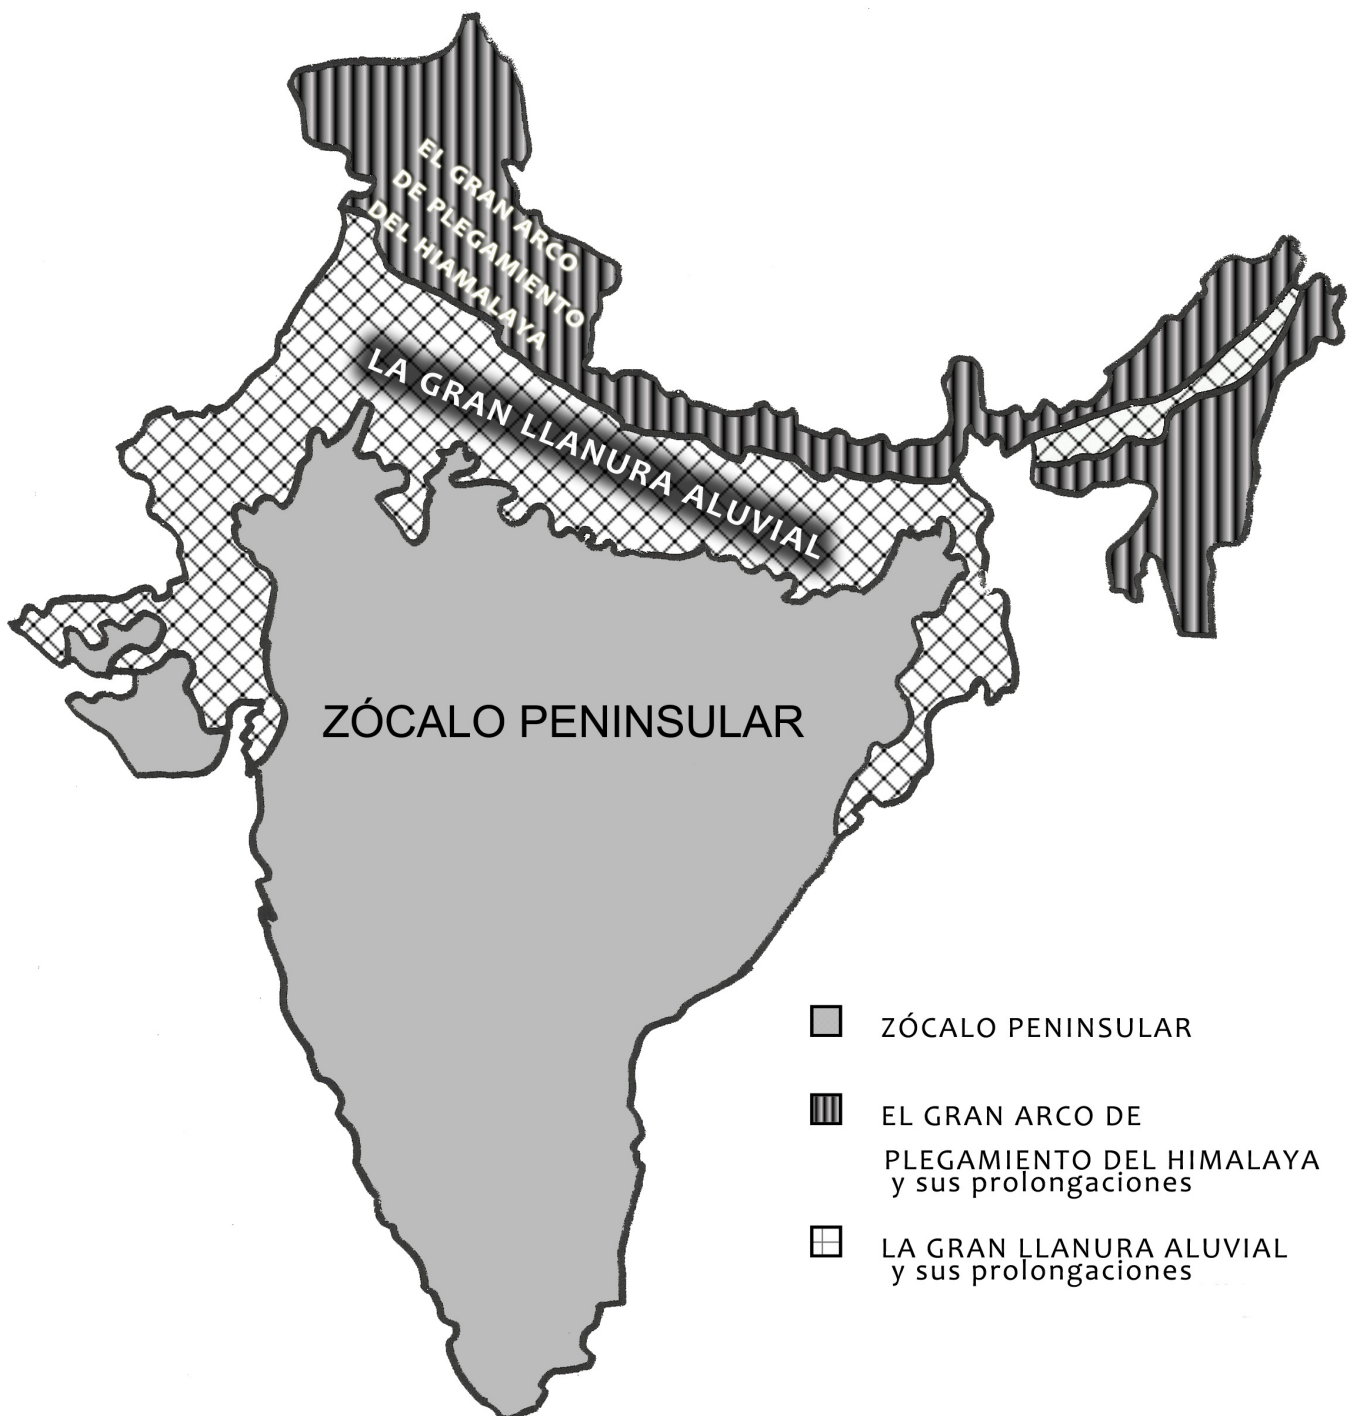 EL GRAN ARCO
DE PLEGAMIENTO
DEL HIAMALAYA
LA GRAN LLANURA ALUVIAL
ZÓCALO PENINSULAR
ZÓCALO PENINSULAR
EL GRAN ARCO DE
PLEGAMIENTO DEL HIMALAYA
y sus prolongaciones
LA GRAN LLANURA ALUVIAL
y sus prolongaciones